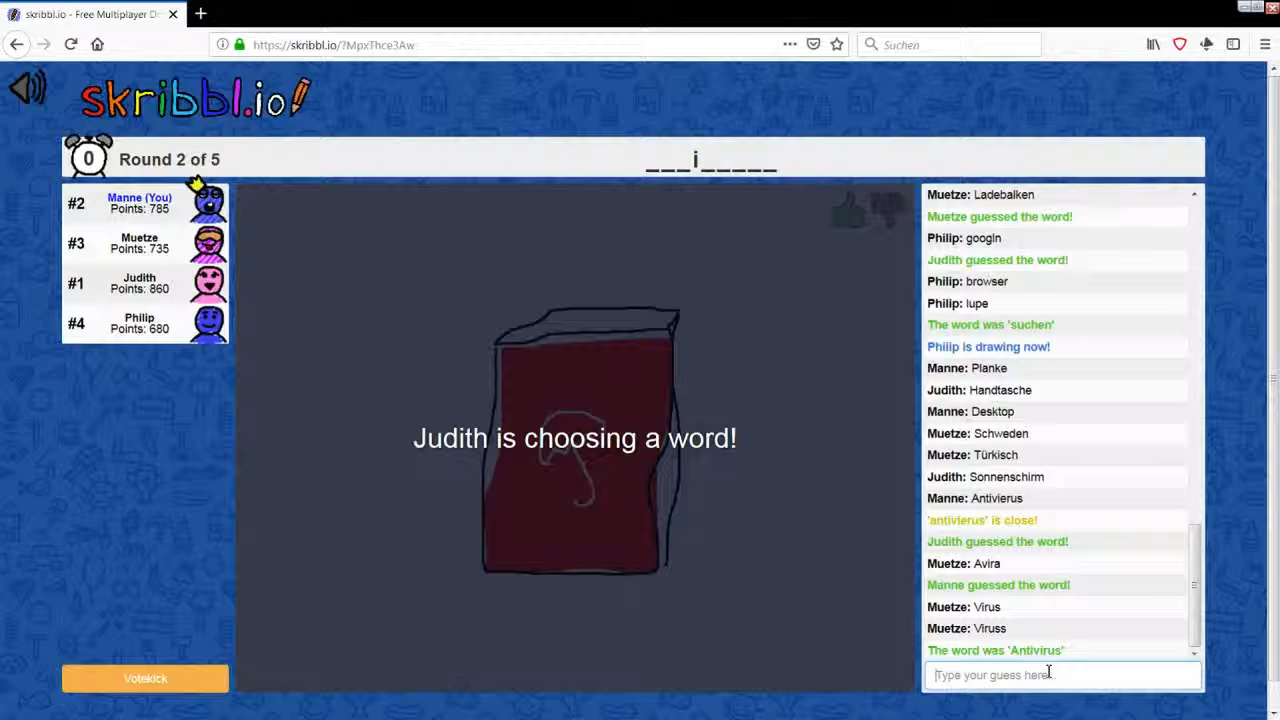 skribbl.io - Free Multiplayer D
https://skribbl.io/?MpxThce3Aw
Suchen
skribbl.io
0
Round 2 of 5
___i_____
#2
Manne (You)
Points: 785
#3
Muetze
Points: 735
#1
Judith
Points: 860
#4
Philip
Points: 680
Votekick
Judith is choosing a word!
Muetze: Ladebalken
Muetze guessed the word!
Philip: googln
Judith guessed the word!
Philip: browser
Philip: lupe
The word was 'suchen'
Philip is drawing now!
Manne: Planke
Judith: Handtasche
Manne: Desktop
Muetze: Schweden
Muetze: Türkisch
Judith: Sonnenschirm
Manne: Antivierus
'antivierus' is close!
Judith guessed the word!
Muetze: Avira
Manne guessed the word!
Muetze: Virus
Muetze: Viruss
The word was 'Antivirus'
Type your guess here